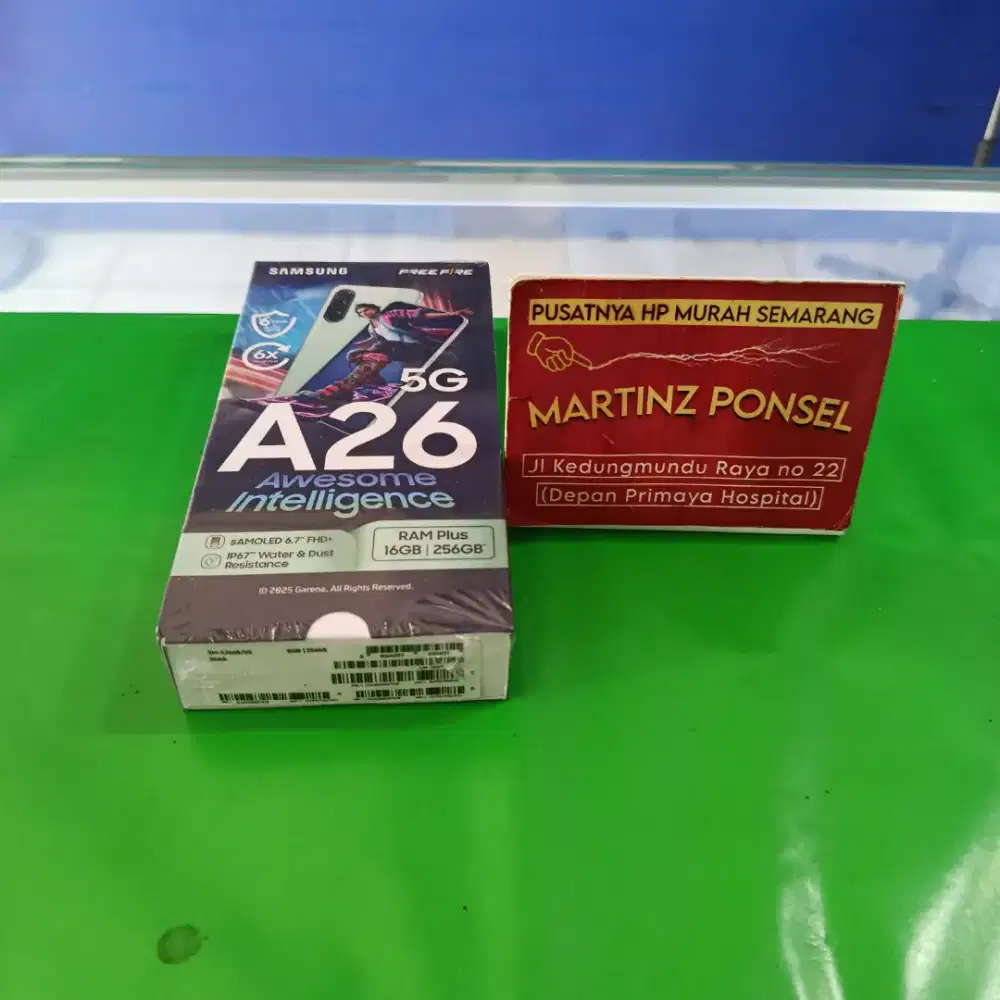 SAMSUNG
FREE FIRE
6
6X
5G
A26
Awesome
Intelligence
sAMOLED 6.7" FHD+
IP67 Water & Dust
Resistance
RAM Plus
16GB | 256GB
© 2025 Garena. All Rights Reserved.
PUSATNYA HP MURAH SEMARANG
MARTINZ PONSEL
Jl Kedungmundu Raya no 22
(Depan Primaya Hospital)